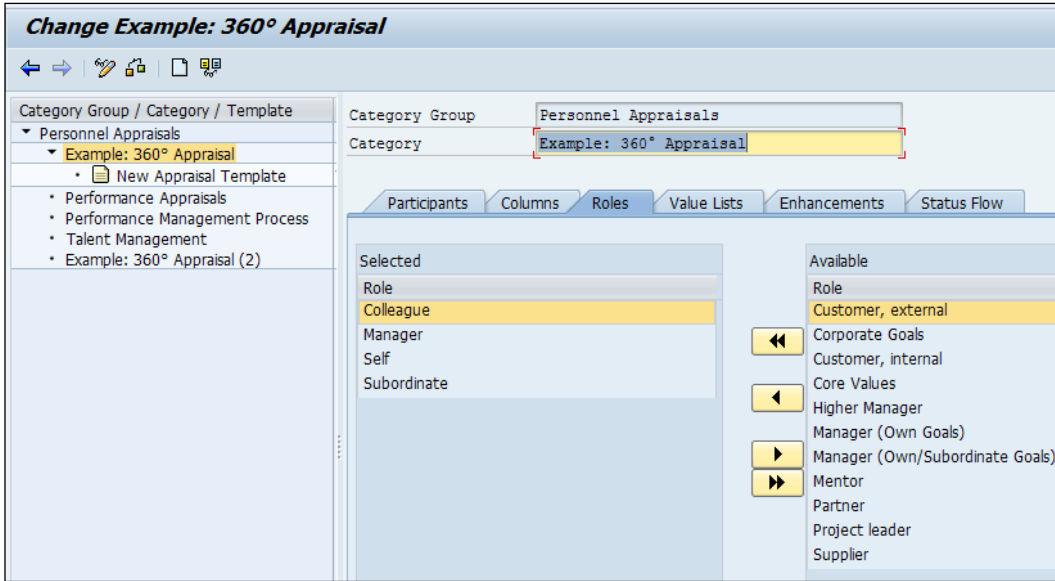 Change Example: 360° Appraisal
Category Group / Category / Template
Personnel Appraisals
Example: 360° Appraisal
New Appraisal Template
Performance Appraisals
Performance Management Process
Talent Management
Example: 360° Appraisal (2)
Category Group Personnel Appraisals
Category Example: 360° Appraisal
Participants Columns Roles Value Lists Enhancements Status Flow
Selected
Role
Colleague
Manager
Self
Subordinate
Available
Role
Customer, external
Corporate Goals
Customer, internal
Core Values
Higher Manager
Manager (Own Goals)
Manager (Own/Subordinate Goals)
Mentor
Partner
Project leader
Supplier